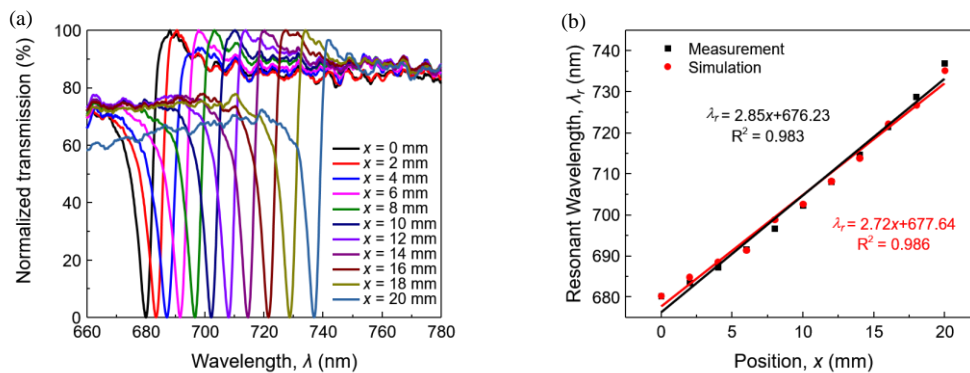 (a)
Normalized transmission (%)
100
80
60
40
20
0
660
680
700
720
740
760
780
Wavelength, λ (nm)
x = 0 mm
x = 2 mm
x = 4 mm
x = 6 mm
x = 8 mm
x = 10 mm
x = 12 mm
x = 14 mm
x = 16 mm
x = 18 mm
x = 20 mm
(b)
Resonant Wavelength, λr (nm)
740
730
720
710
700
690
680
0
5
10
15
20
Position, x (mm)
Measurement
Simulation
λr = 2.85x+676.23
R² = 0.983
λr = 2.72x+677.64
R² = 0.986